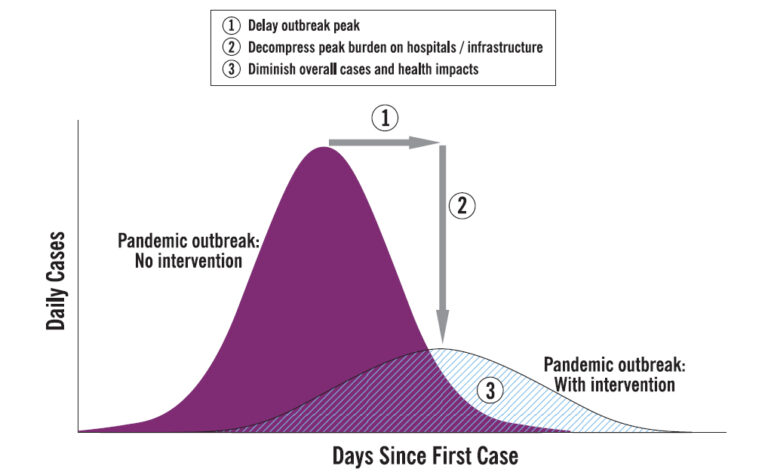 1 Delay outbreak peak
2 Decompress peak burden on hospitals / infrastructure
3 Diminish overall cases and health impacts
1
2
Pandemic outbreak:
No intervention
Daily Cases
Pandemic outbreak:
With intervention
3
Days Since First Case